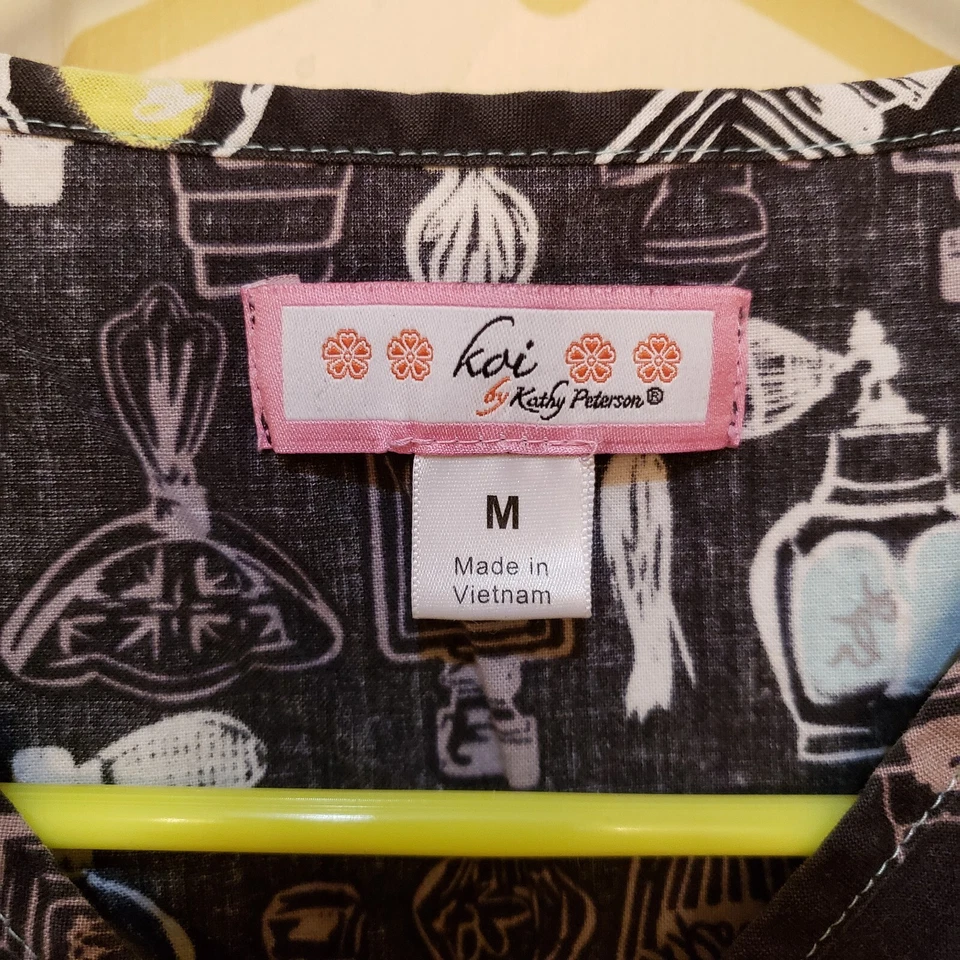 koi
by Kathy Peterson®
M
Made in
Vietnam